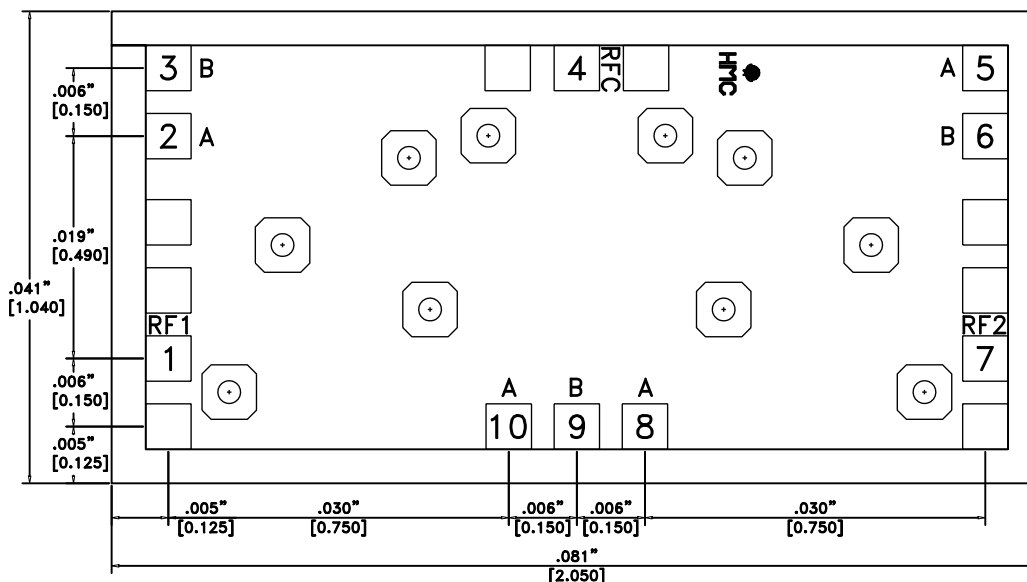 3 B 4 RFC HMC A 5
.006”
[0.150]
2 A B 6
.019”
[0.490]
.041”
[1.040]
RF1 RF2
1 7
.006”
[0.150]
A B A
10 9 8
.005”
[0.125]
.005” .030” .006” .006” .030”
[0.125] [0.750] [0.150] [0.150] [0.750]
.081”
[2.050]